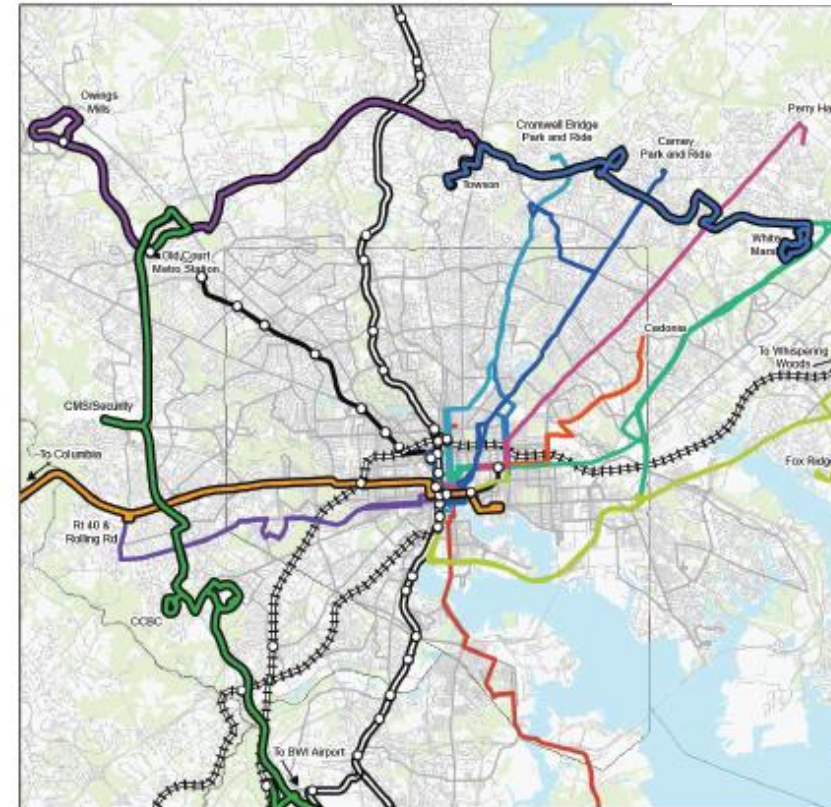 Owings
Mills
Cromwell Bridge
Park and Ride
Carney
Park and Ride
Perry Ha
Towson
White
Mars
Old Court
Metro Station
Cedonia
To Whispering
Woods
CMS/Security
To Columbia
Fox Ridge
Rt 40 &
Rolling Rd
CCBC
To BWI Airport